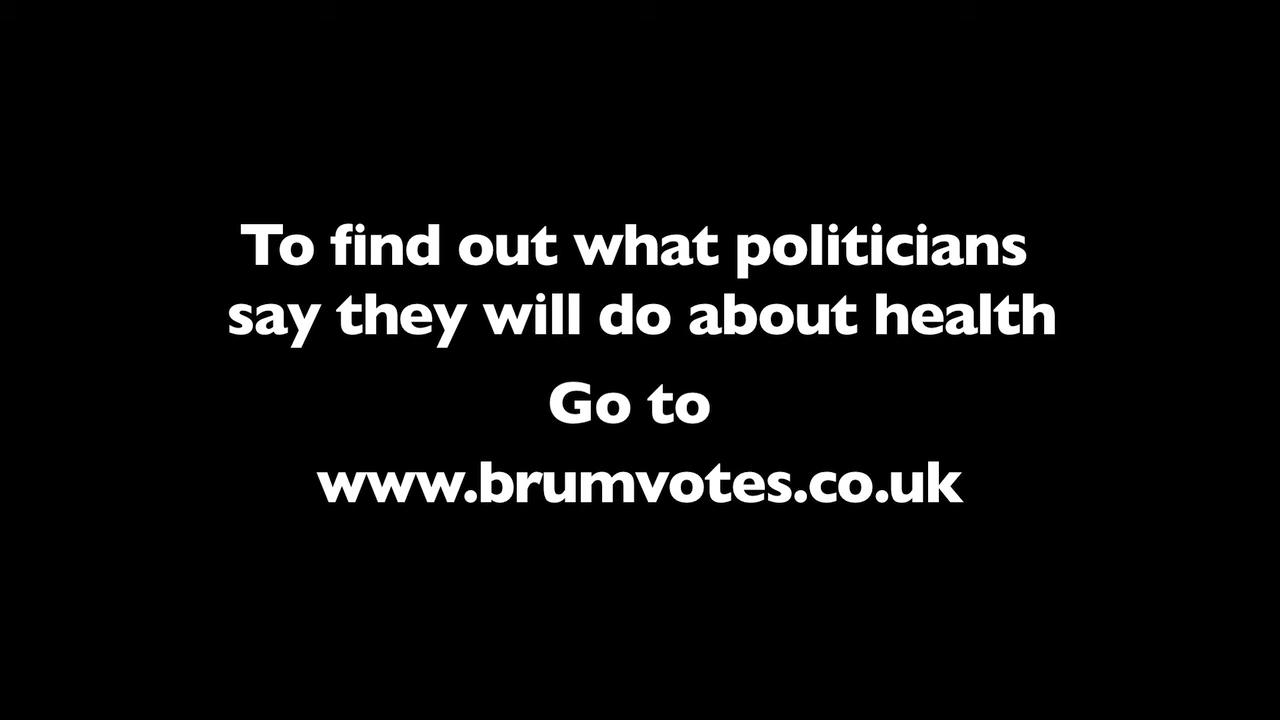 To find out what politicians
say they will do about health
Go to
www.brumvotes.co.uk